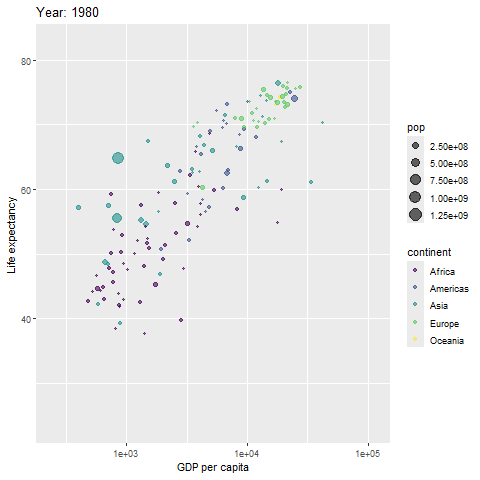 Year: 1980
80
60
40
Life expectancy
1e+03
1e+04
1e+05
GDP per capita
pop
2.50e+08
5.00e+08
7.50e+08
1.00e+09
1.25e+09
continent
Africa
Americas
Asia
Europe
Oceania